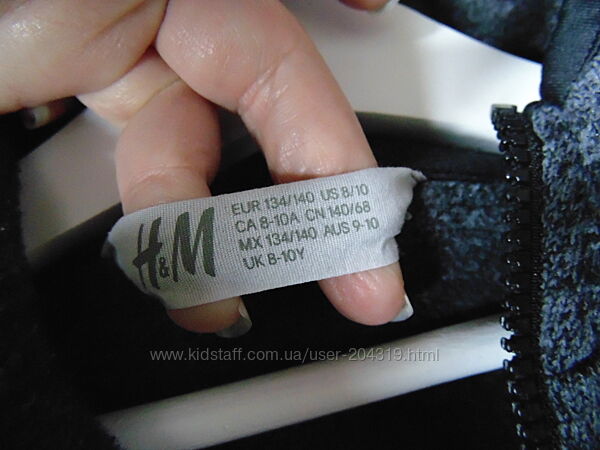 H&M
EUR 134/140 US 8/10
CA 8-10A CN 140/68
MX 134/140 AUS 9-10
UK 8-10Y
www.kidstaff.com.ua/user-204319.html